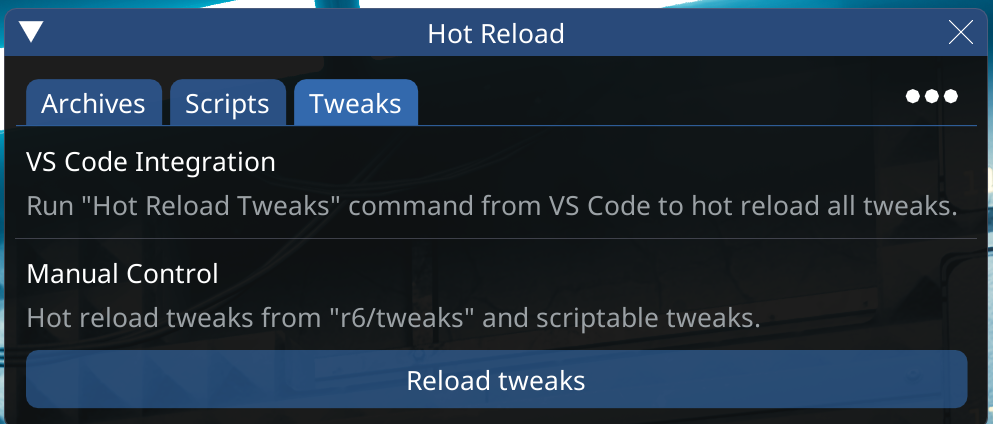 Hot Reload
Archives Scripts Tweaks
VS Code Integration
Run "Hot Reload Tweaks" command from VS Code to hot reload all tweaks.
Manual Control
Hot reload tweaks from "r6/tweaks" and scriptable tweaks.
Reload tweaks